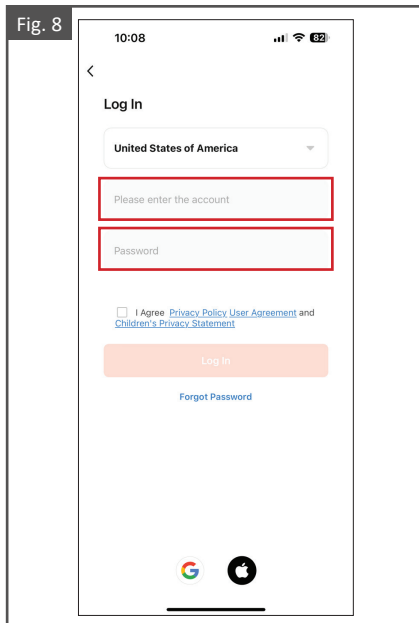 Fig. 8
10:08
82
Log In
United States of America
Please enter the account
Password
I Agree Privacy Policy User Agreement and
Children's Privacy Statement
Log In
Forgot Password
G